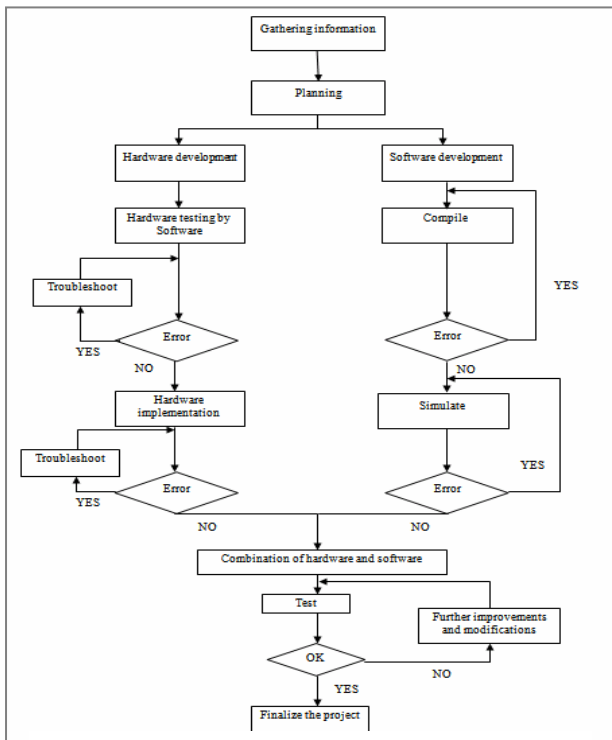 Gathering information
Planning
Hardware development
Software development
Hardware testing by
Software
Compile
Troubleshoot
YES
Error
Error
YES
NO
NO
Hardware
implementation
Simulate
Troubleshoot
YES
Error
Error
YES
NO
NO
Combination of hardware and software
Test
Further improvements
and modifications
OK
NO
YES
Finalize the project